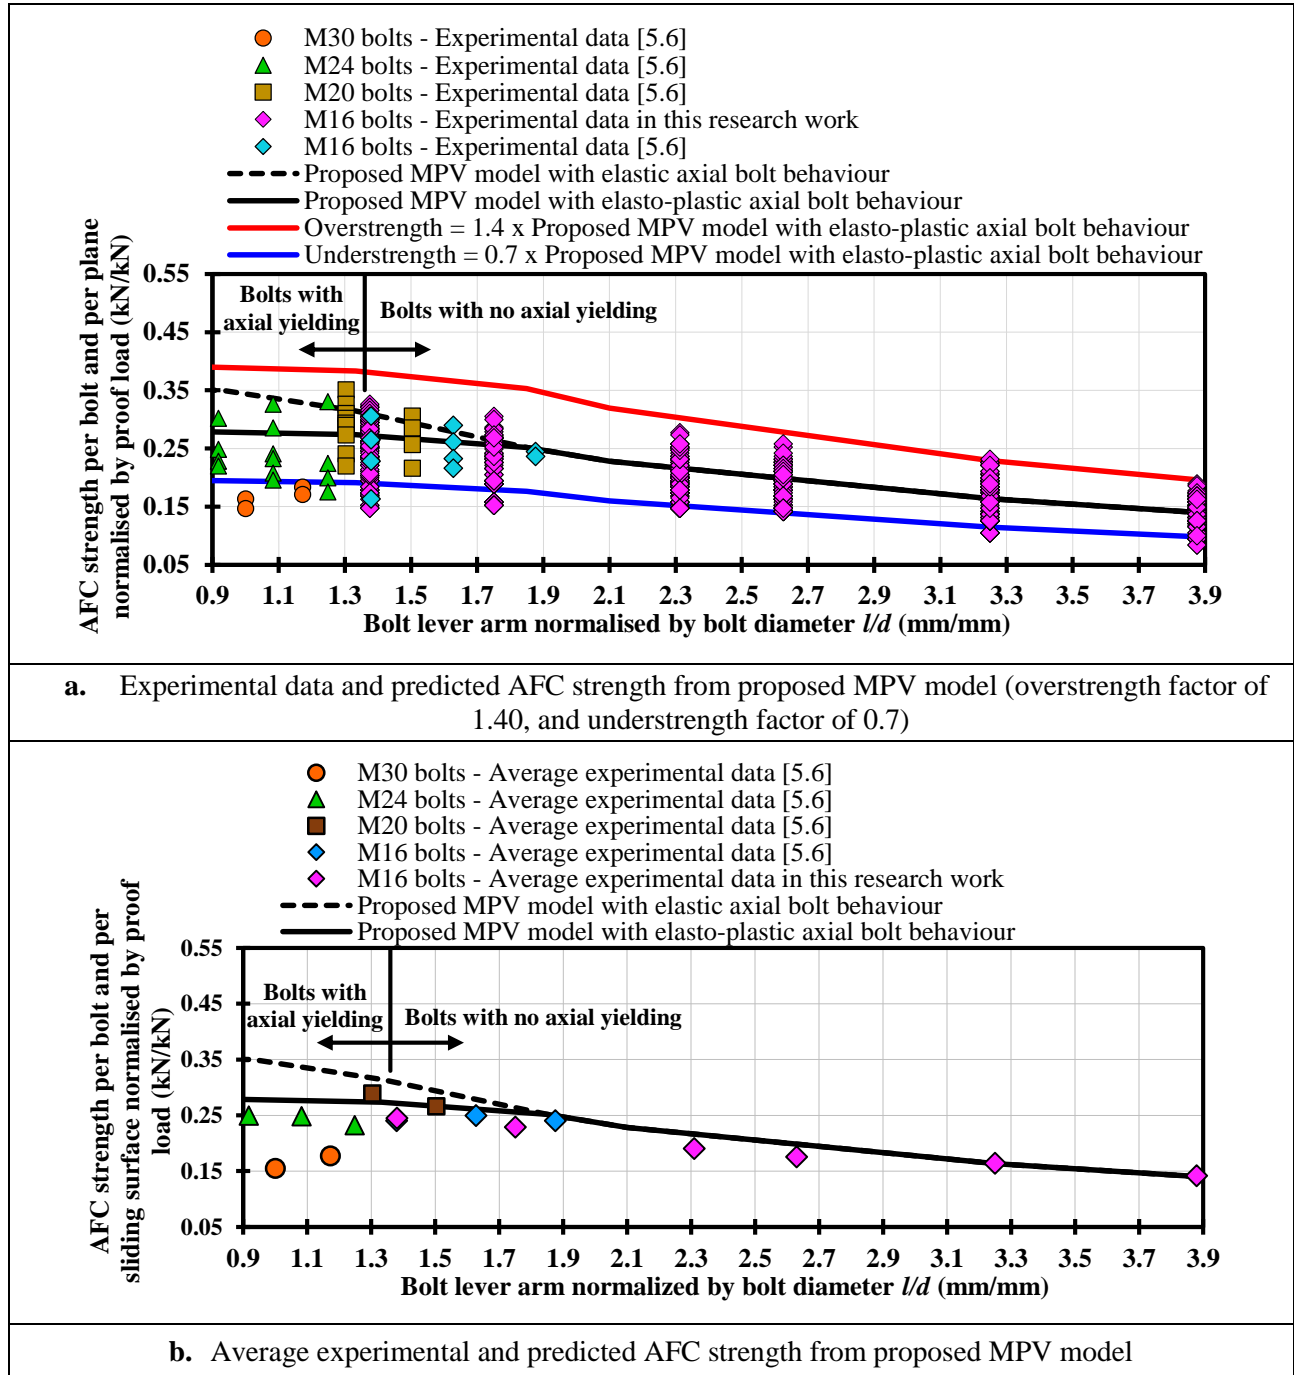 M30 bolts - Experimental data [5.6]
M24 bolts - Experimental data [5.6]
M20 bolts - Experimental data [5.6]
M16 bolts - Experimental data in this research work
M16 bolts - Experimental data [5.6]
Proposed MPV model with elastic axial bolt behaviour
Proposed MPV model with elasto-plastic axial bolt behaviour
Overstrength = 1.4 x Proposed MPV model with elasto-plastic axial bolt behaviour
Understrength = 0.7 x Proposed MPV model with elasto-plastic axial bolt behaviour
AFC strength per bolt and per plane
normalised by proof load (kN/kN)
0.55
0.45
0.35
0.25
0.15
0.05
Bolts with
axial yielding
Bolts with no axial yielding
0.9 1.1 1.3 1.5 1.7 1.9 2.1 2.3 2.5 2.7 2.9 3.1 3.3 3.5 3.7 3.9
Bolt lever arm normalised by bolt diameter l/d (mm/mm)
a. Experimental data and predicted AFC strength from proposed MPV model (overstrength factor of
1.40, and understrength factor of 0.7)
M30 bolts - Average experimental data [5.6]
M24 bolts - Average experimental data [5.6]
M20 bolts - Average experimental data [5.6]
M16 bolts - Average experimental data [5.6]
M16 bolts - Average experimental data in this research work
Proposed MPV model with elastic axial bolt behaviour
Proposed MPV model with elasto-plastic axial bolt behaviour
AFC strength per bolt and per
sliding surface normalised by proof
load (kN/kN)
0.55
0.45
0.35
0.25
0.15
0.05
Bolts with
axial yielding
Bolts with no axial yielding
0.9 1.1 1.3 1.5 1.7 1.9 2.1 2.3 2.5 2.7 2.9 3.1 3.3 3.5 3.7 3.9
Bolt lever arm normalized by bolt diameter l/d (mm/mm)
b. Average experimental and predicted AFC strength from proposed MPV model